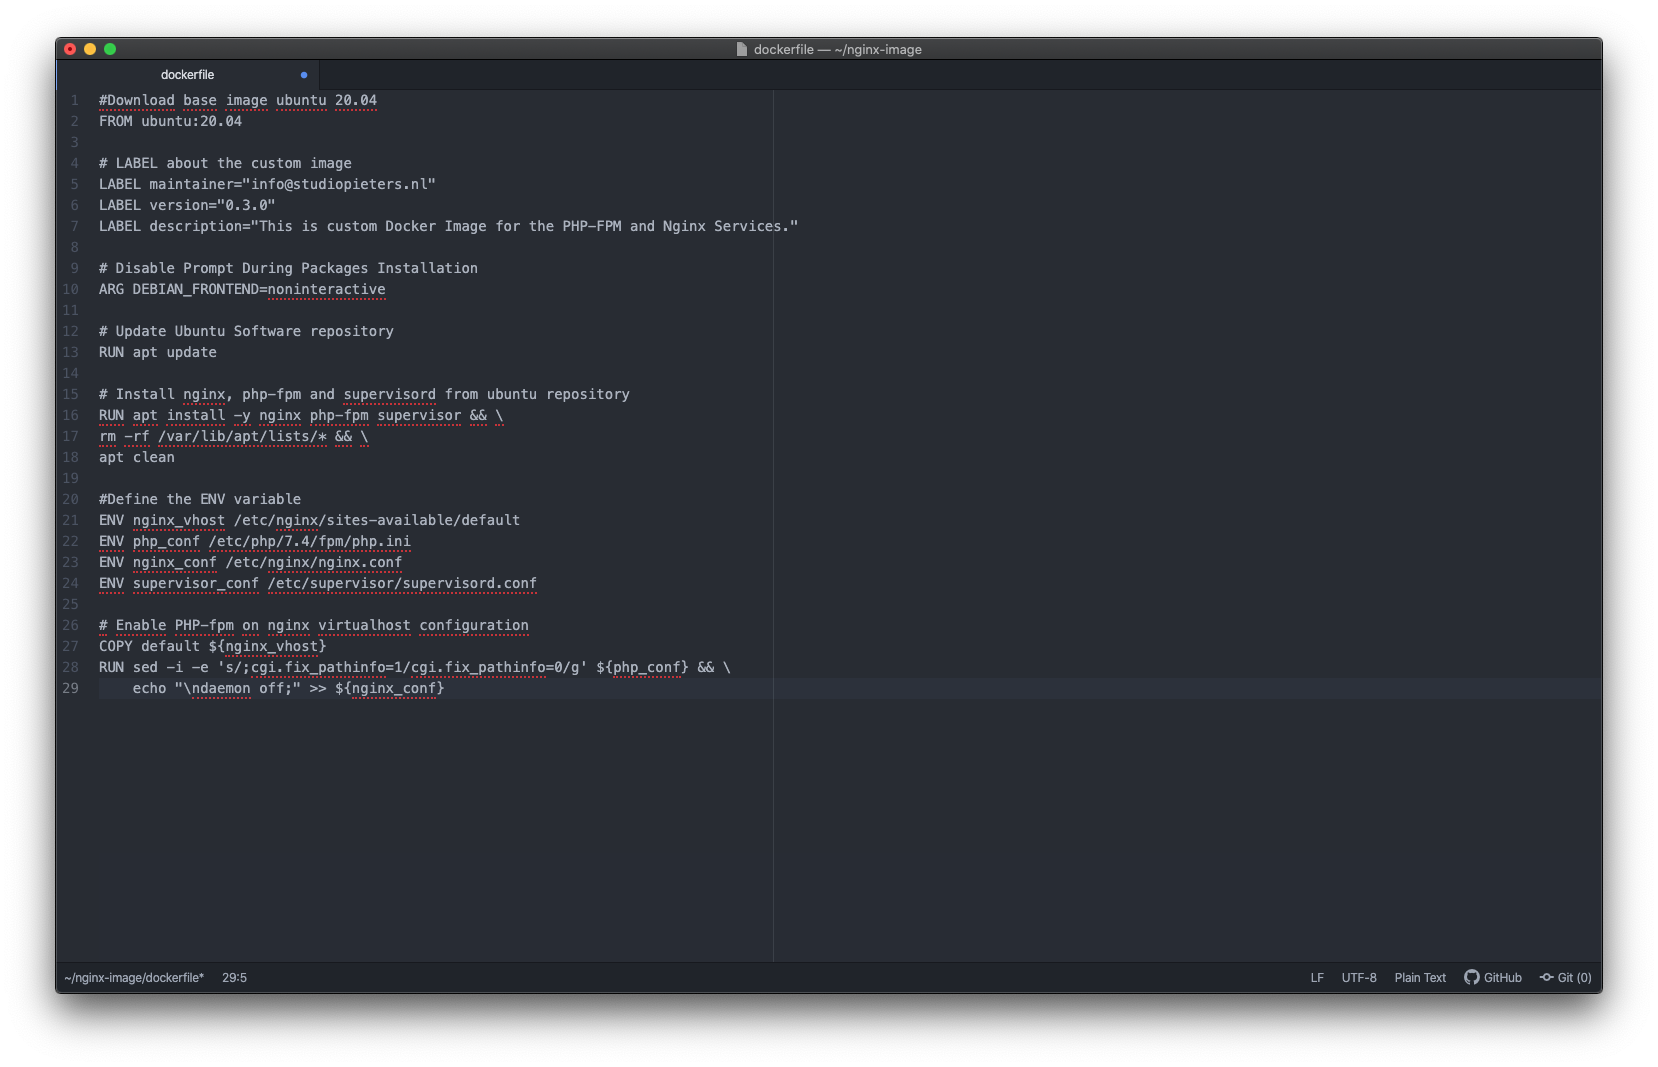 dockerfile — ~/nginx-image
dockerfile
1 #Download base image ubuntu 20.04
2 FROM ubuntu:20.04
3
4 # LABEL about the custom image
5 LABEL maintainer="info@studiopieters.nl"
6 LABEL version="0.3.0"
7 LABEL description="This is custom Docker Image for the PHP-FPM and Nginx Services."
8
9 # Disable Prompt During Packages Installation
10 ARG DEBIAN_FRONTEND=noninteractive
11
12 # Update Ubuntu Software repository
13 RUN apt update
14
15 # Install nginx, php-fpm and supervisord from ubuntu repository
16 RUN apt install -y nginx php-fpm supervisor && \
17 rm -rf /var/lib/apt/lists/* && \
18 apt clean
19
20 #Define the ENV variable
21 ENV nginx_vhost /etc/nginx/sites-available/default
22 ENV php_conf /etc/php/7.4/fpm/php.ini
23 ENV nginx_conf /etc/nginx/nginx.conf
24 ENV supervisor_conf /etc/supervisor/supervisord.conf
25
26 # Enable PHP-fpm on nginx virtualhost configuration
27 COPY default ${nginx_vhost}
28 RUN sed -i -e 's/;cgi.fix_pathinfo=1/cgi.fix_pathinfo=0/g' ${php_conf} && \
29     echo "\ndaemon off;" >> ${nginx_conf}
~/nginx-image/dockerfile* 29:5 LF UTF-8 Plain Text GitHub Git (0)